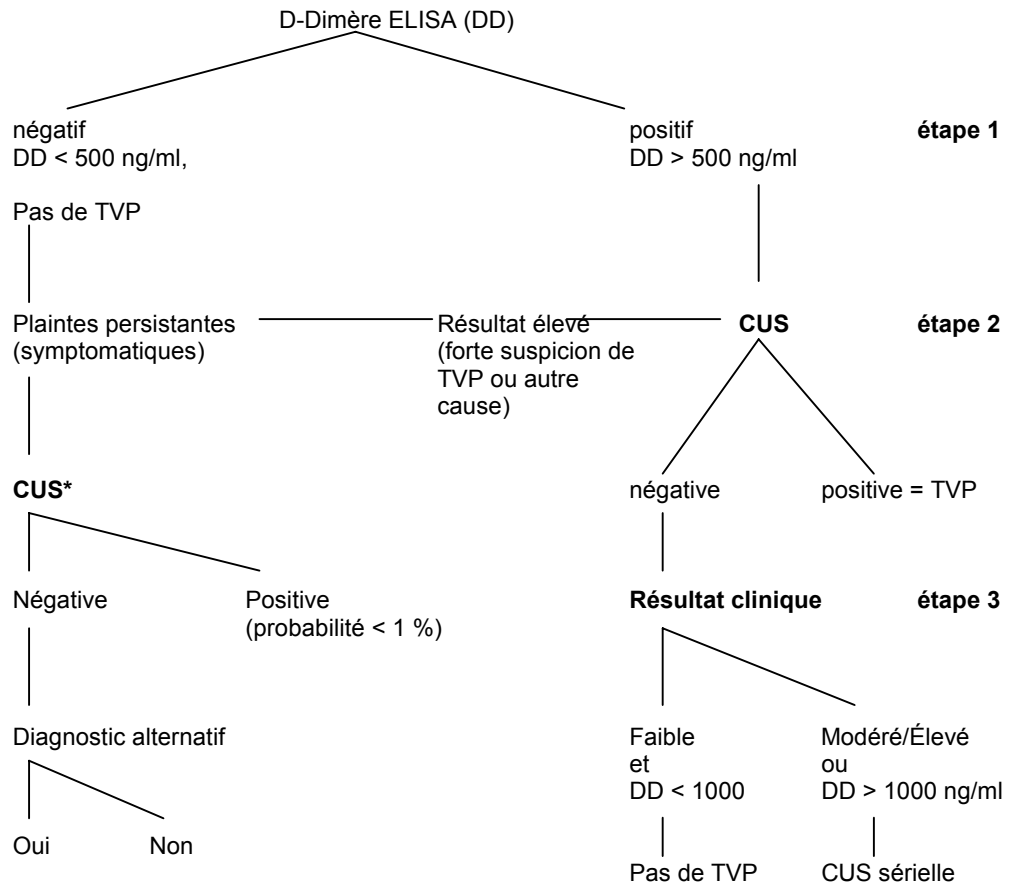 D-Dimère ELISA (DD)
négatif
DD < 500 ng/ml,
positif
DD > 500 ng/ml
étape 1
Pas de TVP
Plaintes persistantes
(symptomatiques)
Résultat élevé
(forte suspicion de
TVP ou autre
cause)
CUS
étape 2
CUS*
négative
positive = TVP
Négative
Positive
(probabilité < 1 %)
Résultat clinique
étape 3
Diagnostic alternatif
Faible
et
DD < 1000
Modéré/Élevé
ou
DD > 1000 ng/ml
Oui
Non
Pas de TVP
CUS sérielle